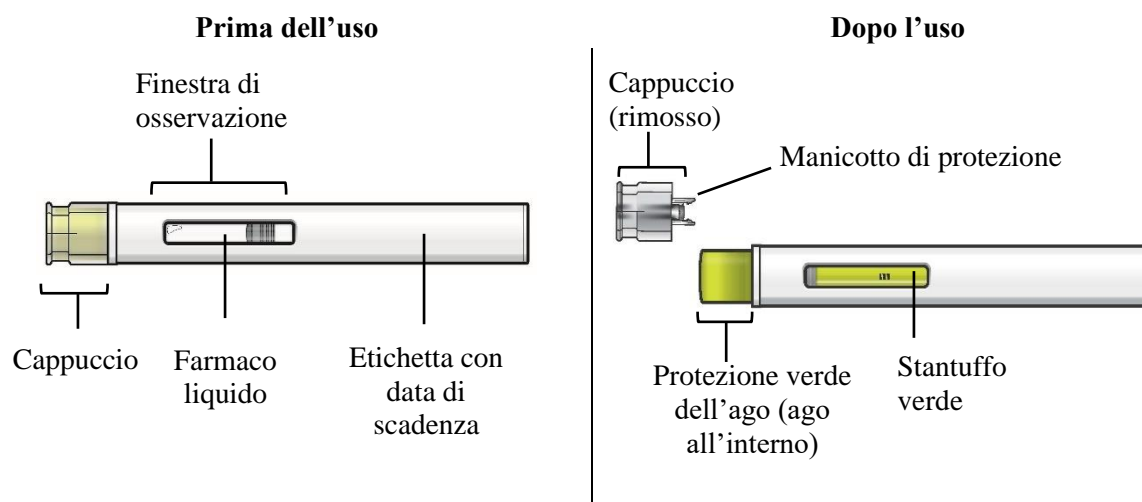 Prima dell’uso
Finestra di
osservazione
Cappuccio
Farmaco
liquido
Etichetta con
data di
scadenza
Dopo l’uso
Cappuccio
(rimosso)
Manicotto di protezione
Protezione verde
dell’ago (ago
all’interno)
Stantuffo
verde